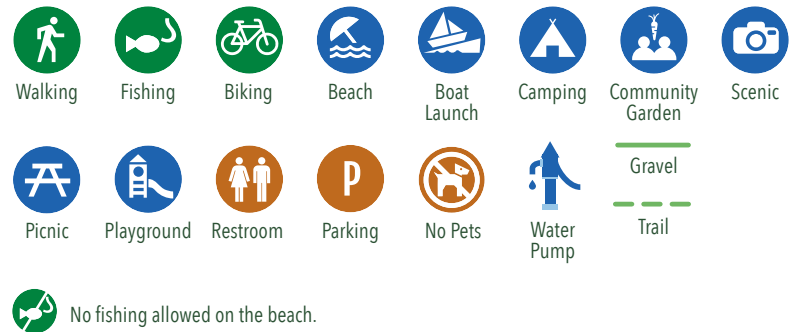 Walking Fishing Biking Beach Boat Launch Camping Community Garden Scenic
P
Picnic Playground Restroom Parking No Pets Water Pump Gravel
Trail
No fishing allowed on the beach.